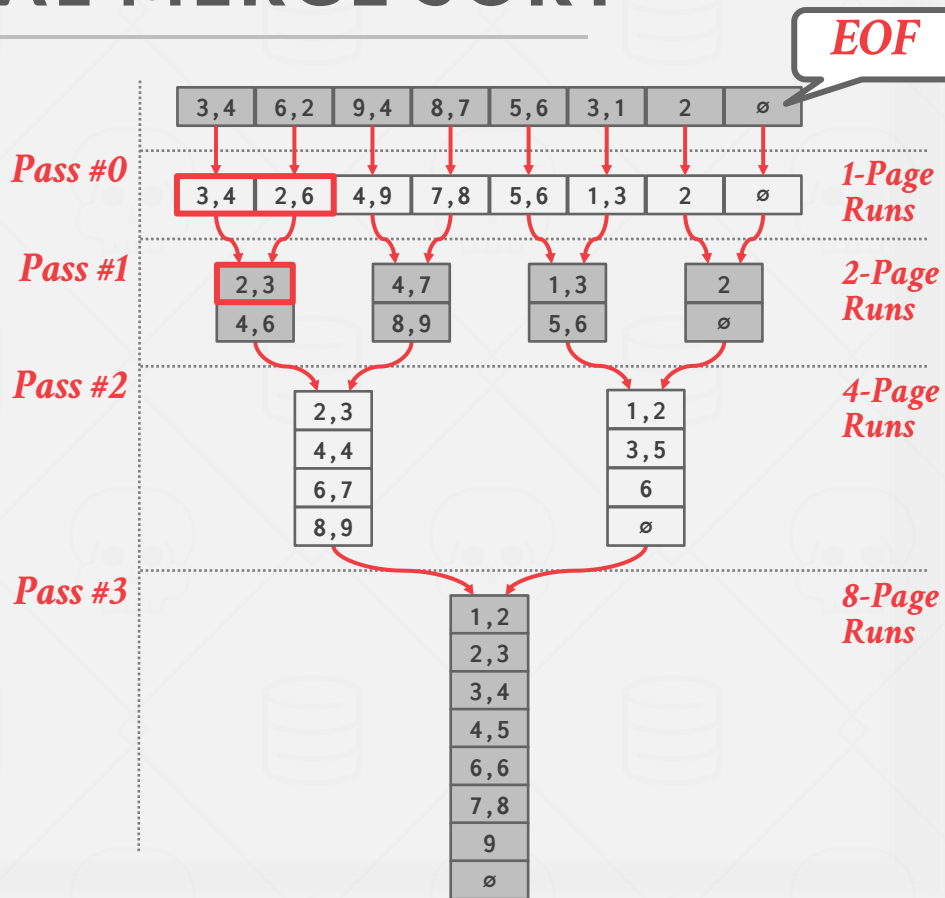 MERGE SORT
EOF
3,4 6,2 9,4 8,7 5,6 3,1 2 ø
Pass #0
3,4 2,6 4,9 7,8 5,6 1,3 2 ø
1-Page
Runs
Pass #1
2,3 4,7 1,3 2
4,6 8,9 5,6 ø
2-Page
Runs
Pass #2
2,3 1,2
4,4 3,5
6,7 6
8,9 ø
4-Page
Runs
Pass #3
1,2
2,3
3,4
4,5
6,6
7,8
9
ø
8-Page
Runs